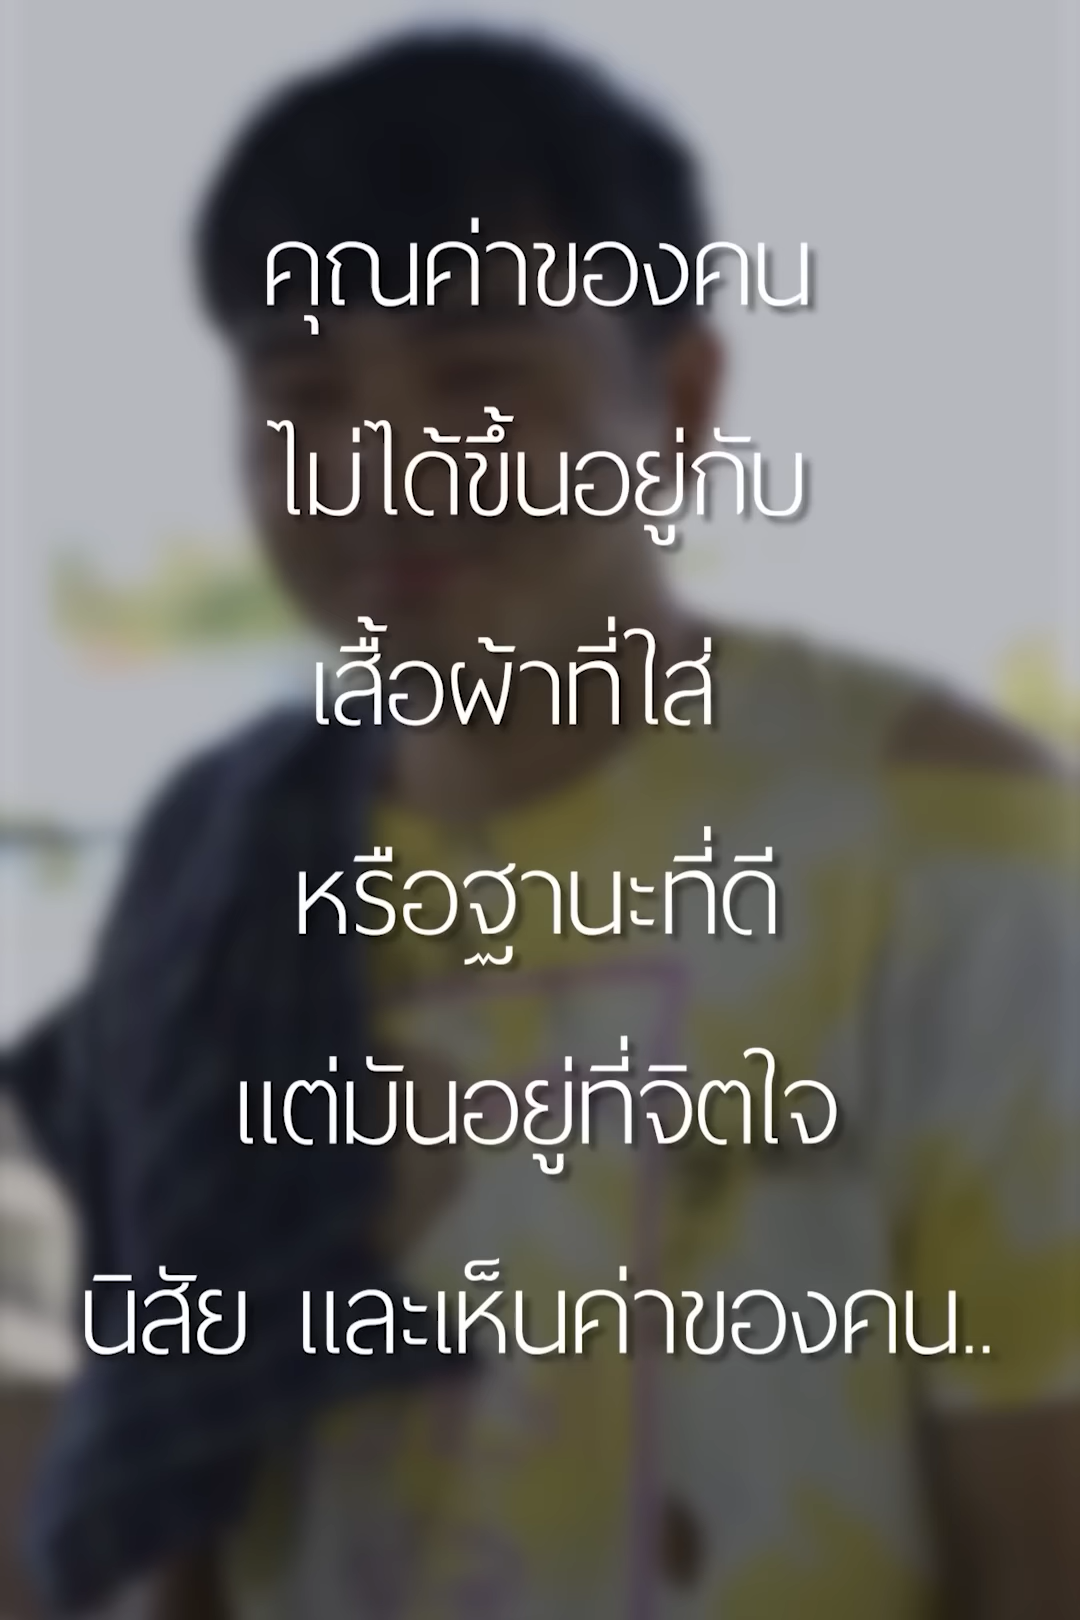 คุณค่าของคน
ไม่ได้ขึ้นอยู่กับ
เสื้อผ้าที่ใส่
หรือฐานะที่ดี
แต่มันอยู่ที่จิตใจ
นิสัย และเห็นค่าของคน..